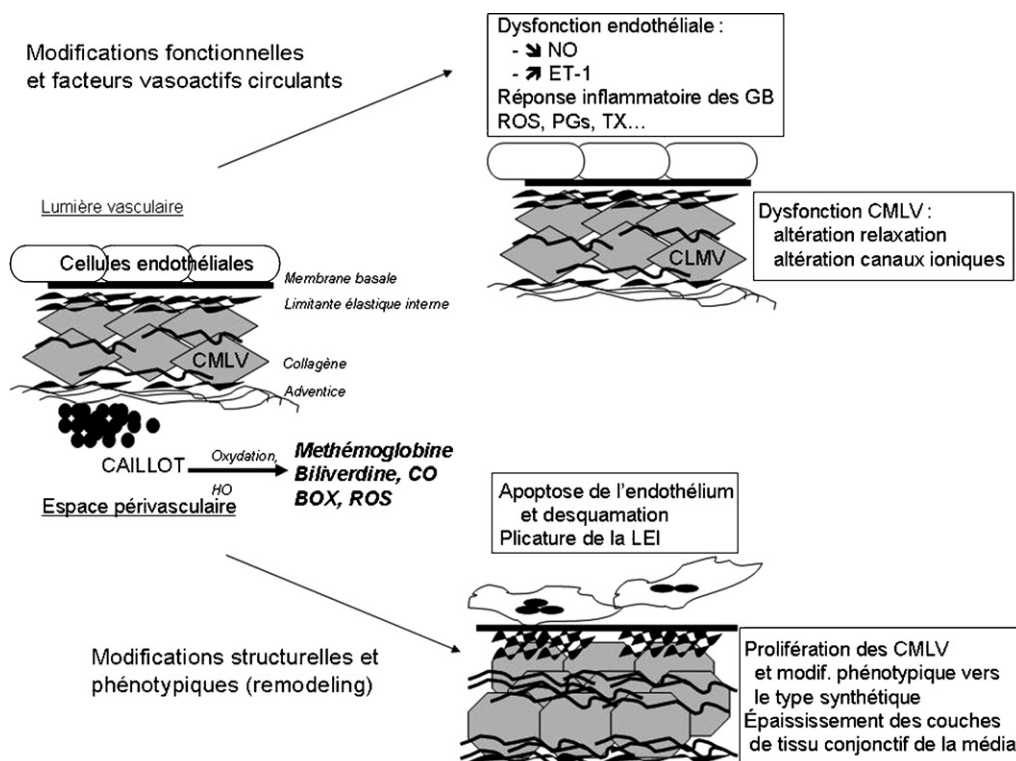 Modifications fonctionnelles
et facteurs vasoactifs circulants
Dysfonction endothéliale :
- ↘ NO
- ↗ ET-1
Réponse inflammatoire des GB
ROS, PGs, TX…
Lumière vasculaire
Cellules endothéliales
Membrane basale
Limitante élastique interne
CMLV
Collagène
Adventice
CLMV
Dysfonction CMLV :
altération relaxation
altération canaux ioniques
CAILLOT
Oxydation,
HO
Methémoglobine
Biliverdine, CO
BOX, ROS
Espace périvasculaire
Apoptose de l'endothélium
et desquamation
Plicature de la LEI
Modifications structurelles et
phénotypiques (remodeling)
Prolifération des CMLV
et modif. phénotypique vers
le type synthétique
Épaississement des couches
de tissu conjonctif de la média